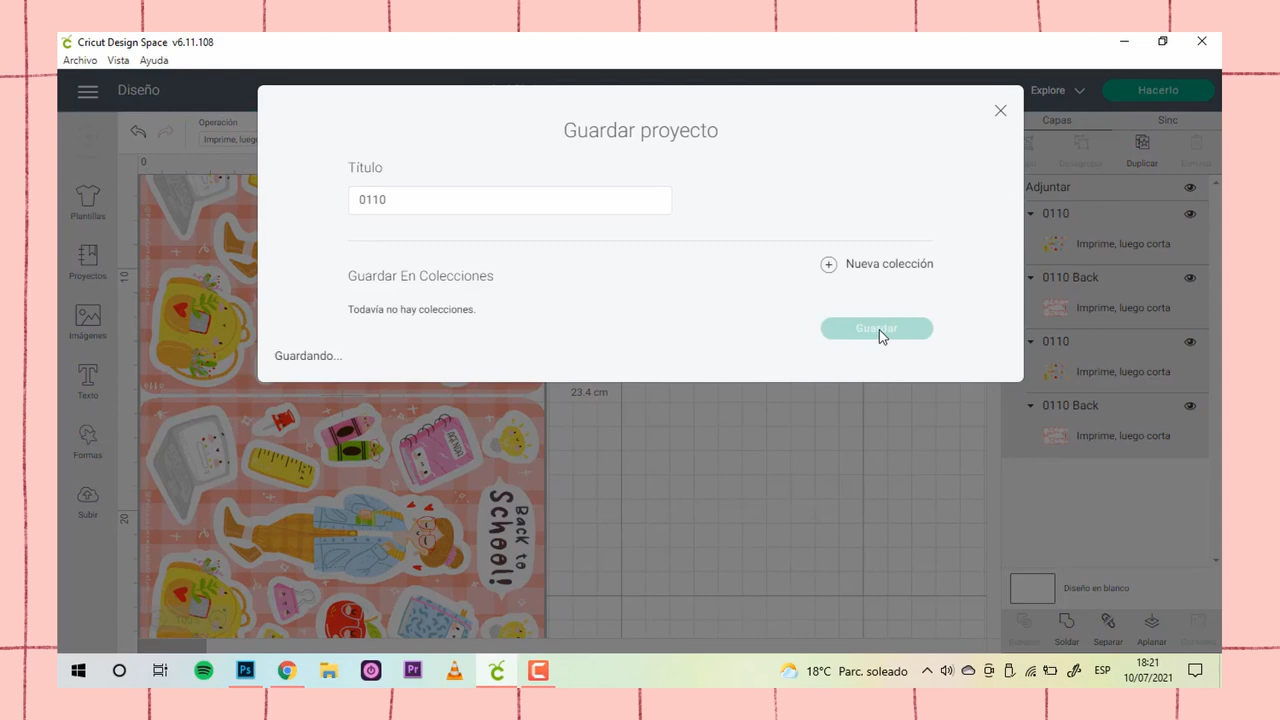 Cricut Design Space v6.11.108
Archivo Vista Ayuda
Diseño
Explore
Hacerlo
Guardar proyecto
Título
0110
Guardar En Colecciones
Nueva colección
Todavía no hay colecciones.
Guardar
Guardando...
Operación
Imprime, luego
0
10
20
Plantillas
Proyectos
Imágenes
Texto
Formas
Subir
Back to
School!
AGENDA
23.4 cm
Capas Sinc
Duplicar
Adjuntar
0110
Imprime, luego corta
0110 Back
Imprime, luego corta
0110
Imprime, luego corta
0110 Back
Imprime, luego corta
Diseño en blanco
Soldar Separar Aplanar
100
Ps
Pr
18°C Parc. soleado
ESP
18:21
10/07/2021